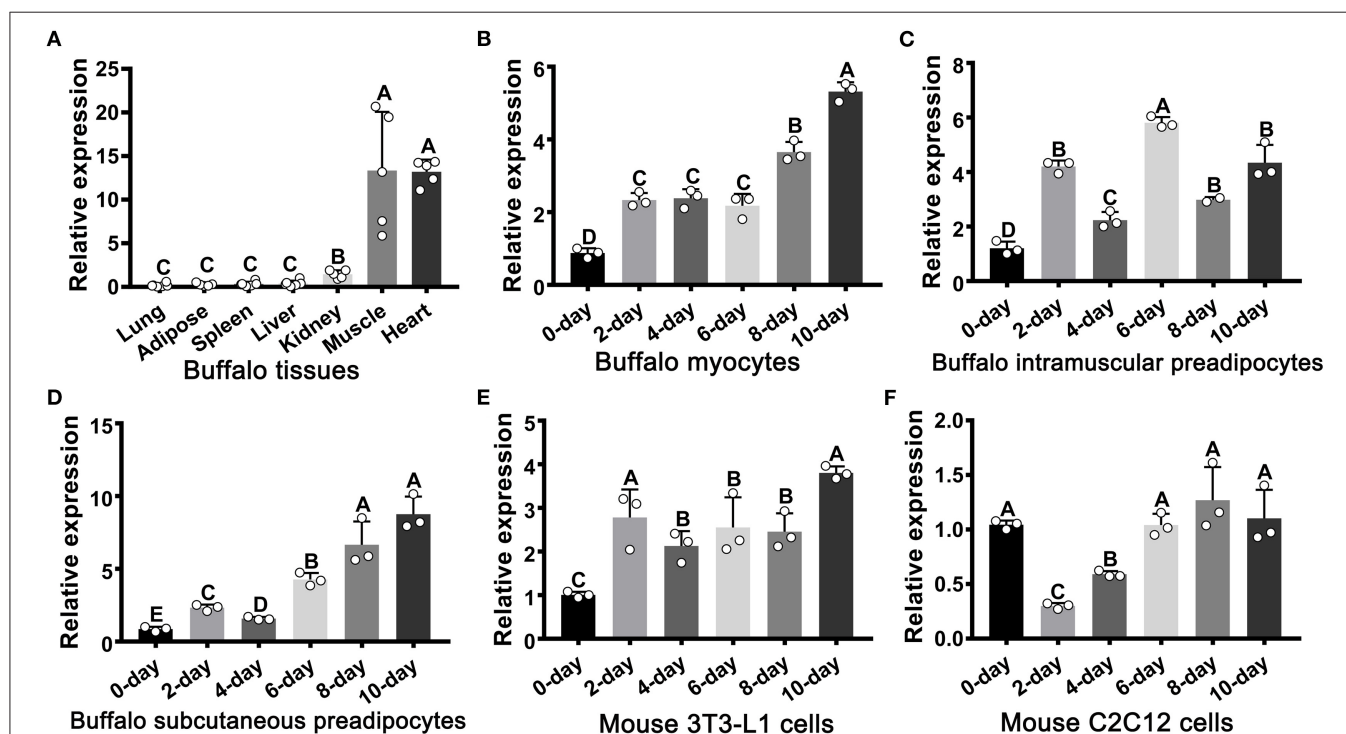 A
Relative expression
25
20
15
10
5
0
C
C
C
C
B
A
A
Lung
Adipose
Spleen
Liver
Kidney
Muscle
Heart
Buffalo tissues
B
Relative expression
6
4
2
0
D
C
C
C
B
A
0-day
2-day
4-day
6-day
8-day
10-day
Buffalo myocytes
C
Relative expression
8
6
4
2
0
D
B
C
A
B
B
0-day
2-day
4-day
6-day
8-day
10-day
Buffalo intramuscular preadipocytes
D
Relative expression
15
10
5
0
E
C
D
B
A
A
0-day
2-day
4-day
6-day
8-day
10-day
Buffalo subcutaneous preadipocytes
E
Relative expression
5
4
3
2
1
0
C
A
B
B
B
A
0-day
2-day
4-day
6-day
8-day
10-day
Mouse 3T3-L1 cells
F
Relative expression
2.0
1.5
1.0
0.5
0.0
A
C
B
A
A
A
0-day
2-day
4-day
6-day
8-day
10-day
Mouse C2C12 cells